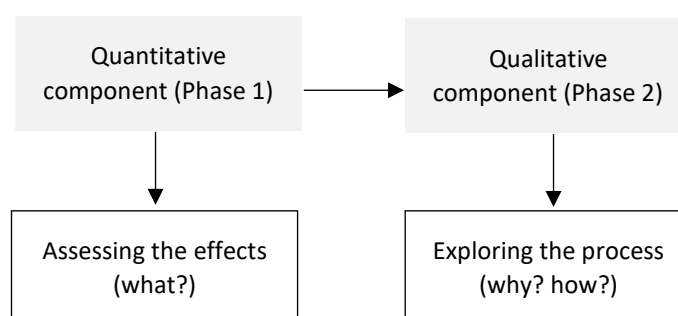 Quantitative
component (Phase 1)
Qualitative
component (Phase 2)
Assessing the effects
(what?)
Exploring the process
(why? how?)